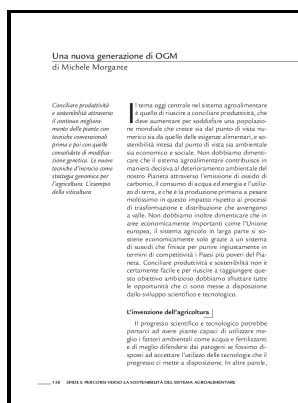 Una nuova generazione di OGM
di Michele Morgante
Conciliare produttività
e sostenibilità attraverso
il continuo migliora-
mento delle piante con
tecniche convenzionali
prima e poi con quelle
consolidate di modifica-
zione genetica. Le nuove
tecniche d'incrocio come
strategia genomica per
l'agricoltura. L'esempio
della viticoltura
Il tema oggi centrale nel sistema agroalimentare
è quello di riuscire a conciliare produttività, che
deve aumentare per soddisfare una popolazio-
ne mondiale che cresce sia dal punto di vista nu-
merico sia da quello delle esigenze alimentari, e so-
stenibilità intesa dal punto di vista sia ambientale
sia economico e sociale. Non dobbiamo dimenti-
care che il sistema agroalimentare contribuisce in
maniera decisiva al deterioramento ambientale del
nostro Pianeta attraverso l'emissione di ossido di
carbonio, il consumo di acqua ed energia e l'utiliz-
zo di terra, e che è la produzione primaria a pesare
moltissimo in questo impatto rispetto ai processi
di trasformazione e distribuzione che avvengono
a valle. Non dobbiamo inoltre dimenticare che in
aree economicamente importanti come l'Unione
europea, il sistema agricolo in larga parte si so-
stiene economicamente solo grazie a un sistema
di sussidi che finisce per punire ingiustamente in
termini di competitività i Paesi più poveri del Pia-
neta. Conciliare produttività e sostenibilità non è
certamente facile e per riuscire a raggiungere que-
sto obiettivo ambizioso dobbiamo sfruttare tutte
le opportunità che ci sono messe a disposizione
dallo sviluppo scientifico e tecnologico.
L'invenzione dell'agricoltura
Il progresso scientifico e tecnologico potrebbe
portarci ad avere piante capaci di utilizzare me-
glio i fattori ambientali come acqua e fertilizzanti
e di meglio difendersi dai patogeni se fossimo di-
sposti ad accettare l'utilizzo delle tecnologie che il
progresso ci mette a disposizione. In altre parole,
138 SFIDE E PERCORSI VERSO LA SOSTENIBILITÀ DEL SISTEMA AGROALIMENTARE